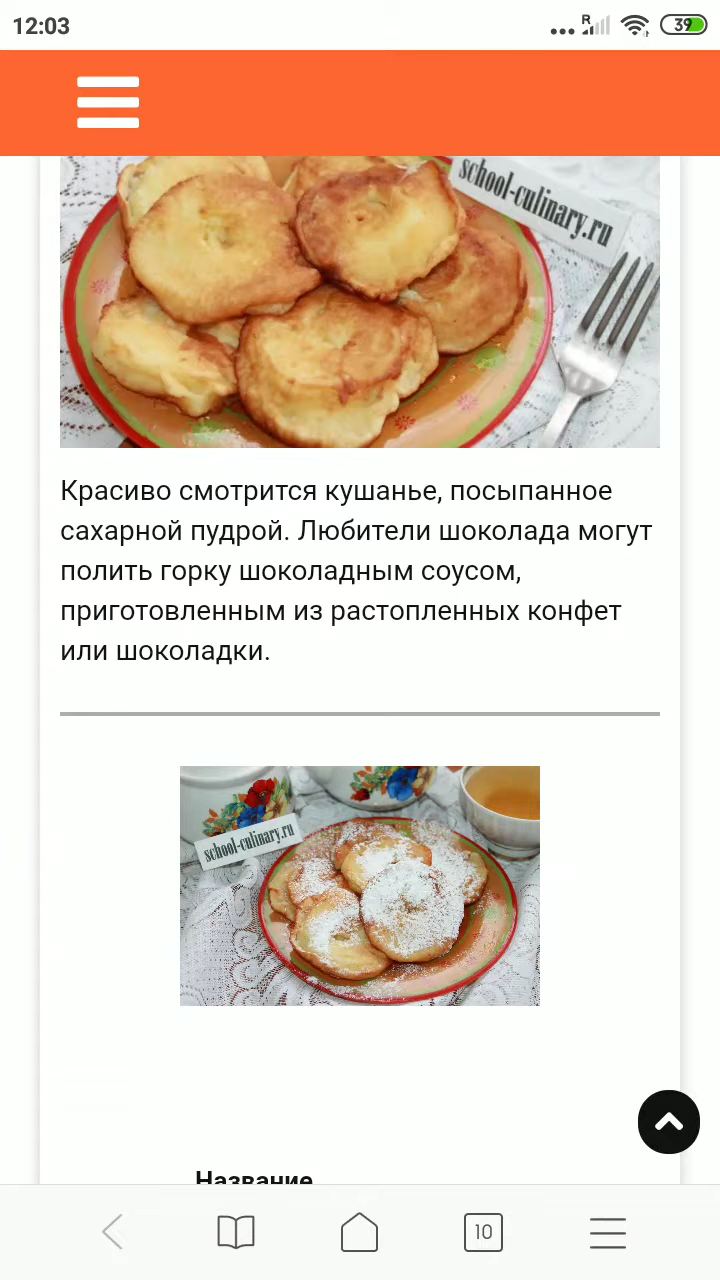 12:03
R
39
school-culinary.ru
Красиво смотрится кушанье, посыпанное
сахарной пудрой. Любители шоколада могут
полить горку шоколадным соусом,
приготовленным из растопленных конфет
или шоколадки.
school-culinary.ru
Название
10